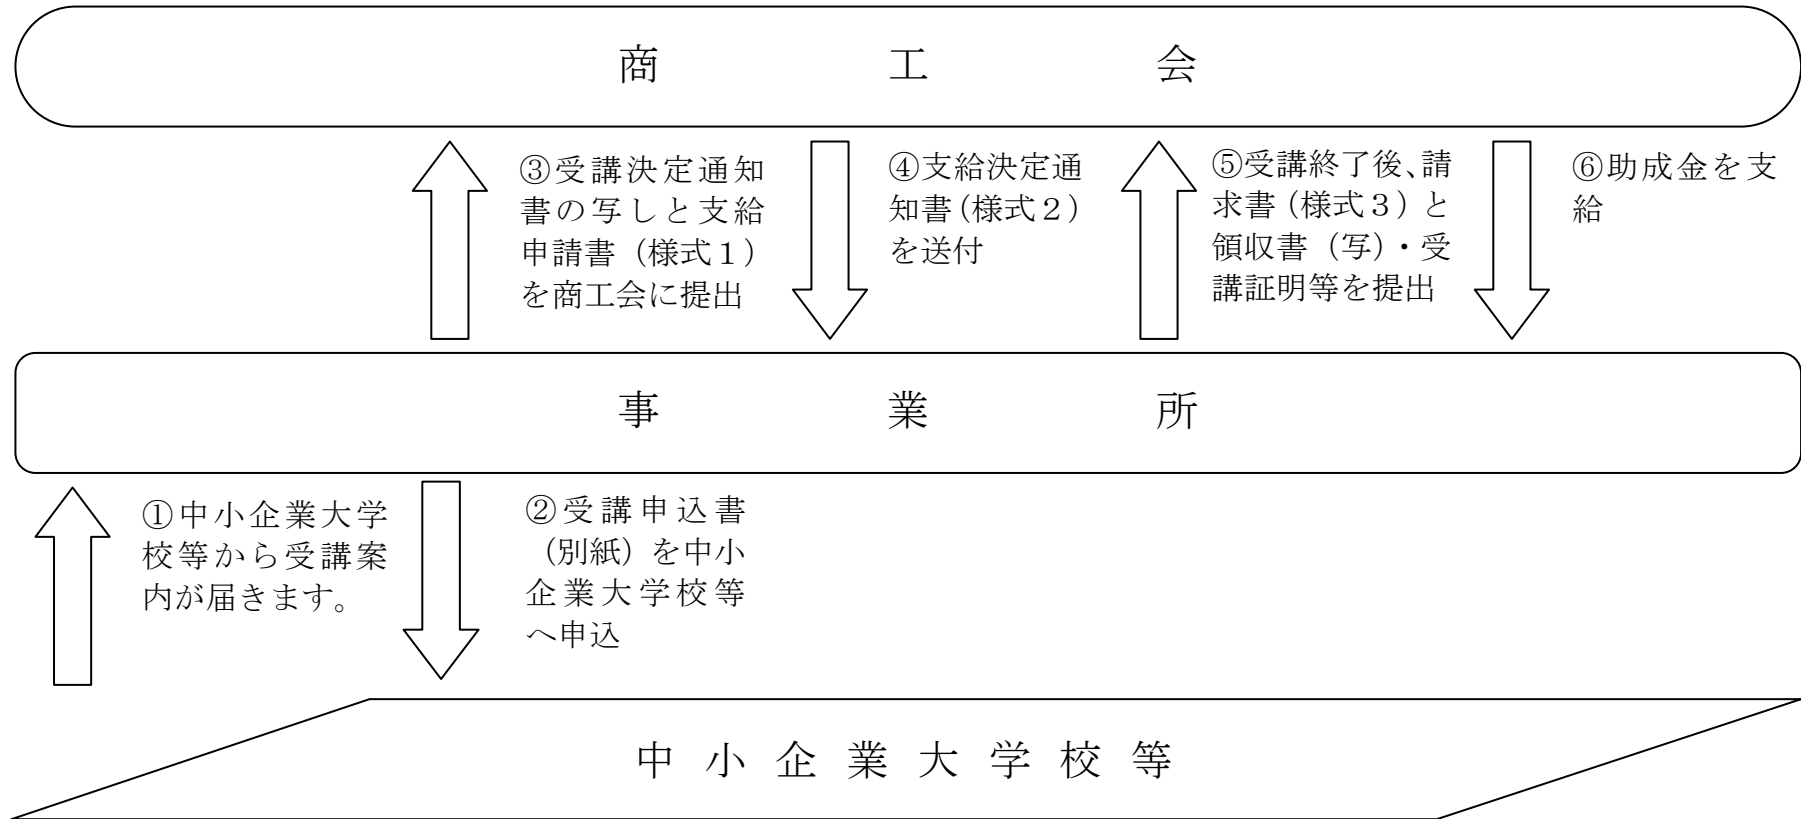 商工会
③受講決定通知
書の写しと支給
申請書（様式１）
を商工会に提出
④支給決定通
知書（様式２）
を送付
⑤受講終了後、請
求書（様式３）と
領収書（写）・受
講証明等を提出
⑥助成金を支
給
事業所
①中小企業大学
校等から受講案
内が届きます。
②受講申込書
（別紙）を中小
企業大学校等
へ申込
中小企業大学校等